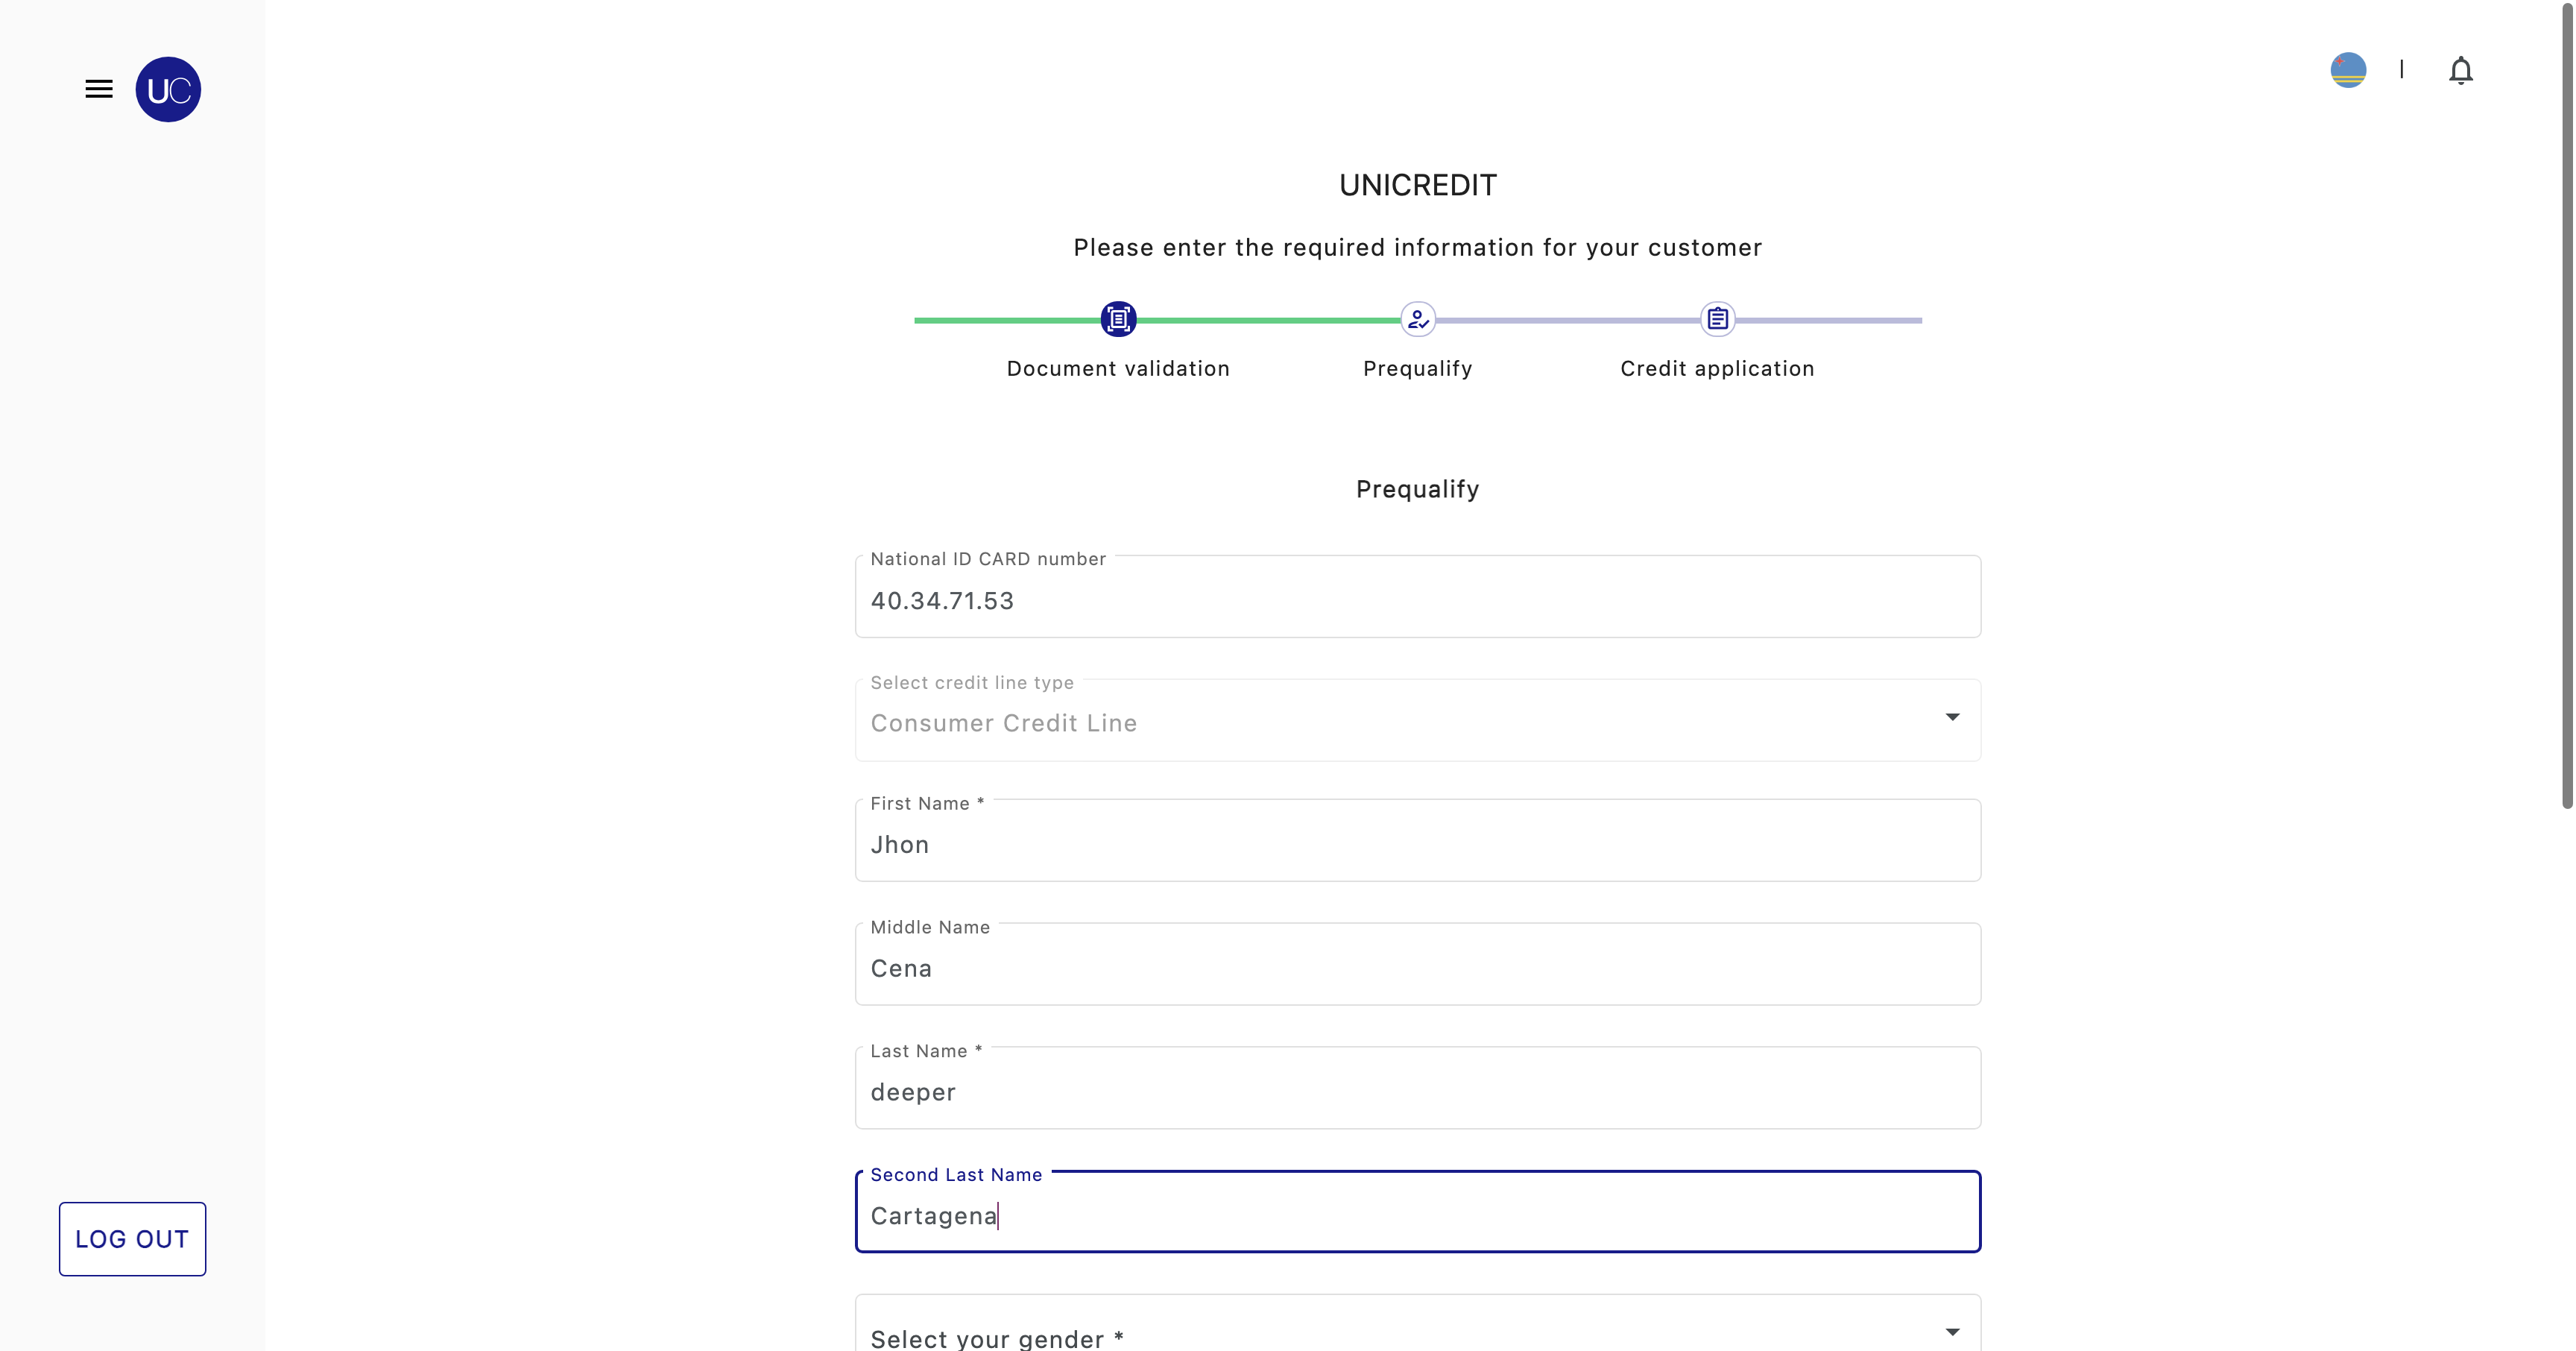 UC
UNICREDIT
Please enter the required information for your customer
Document validation
Prequalify
Credit application
Prequalify
National ID CARD number
40.34.71.53
Select credit line type
Consumer Credit Line
First Name *
Jhon
Middle Name
Cena
Last Name *
deeper
Second Last Name
Cartagena
Select your gender *
LOG OUT